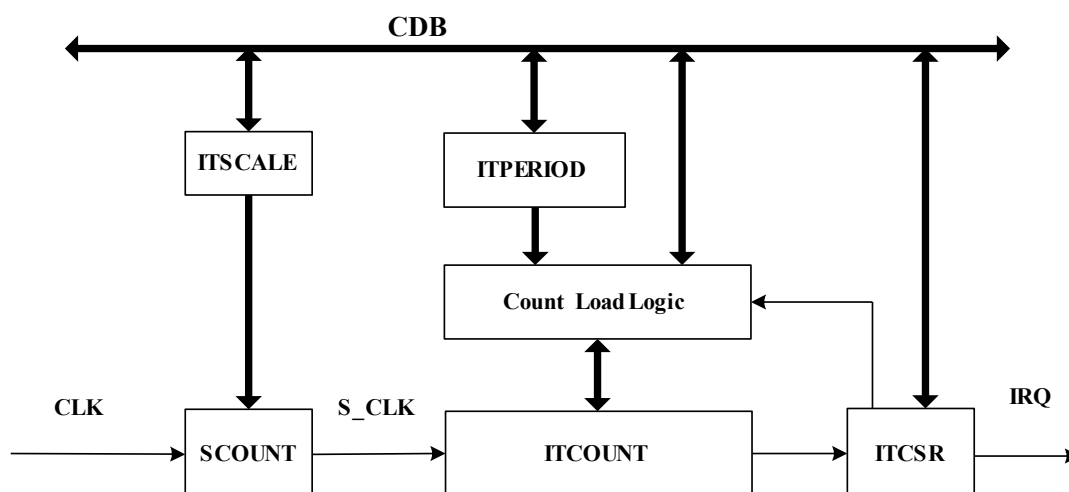 CDB
ITSCALE
ITPERIOD
Count Load Logic
CLK
S_CLK
IRQ
SCOUNT
ITCOUNT
ITCSR